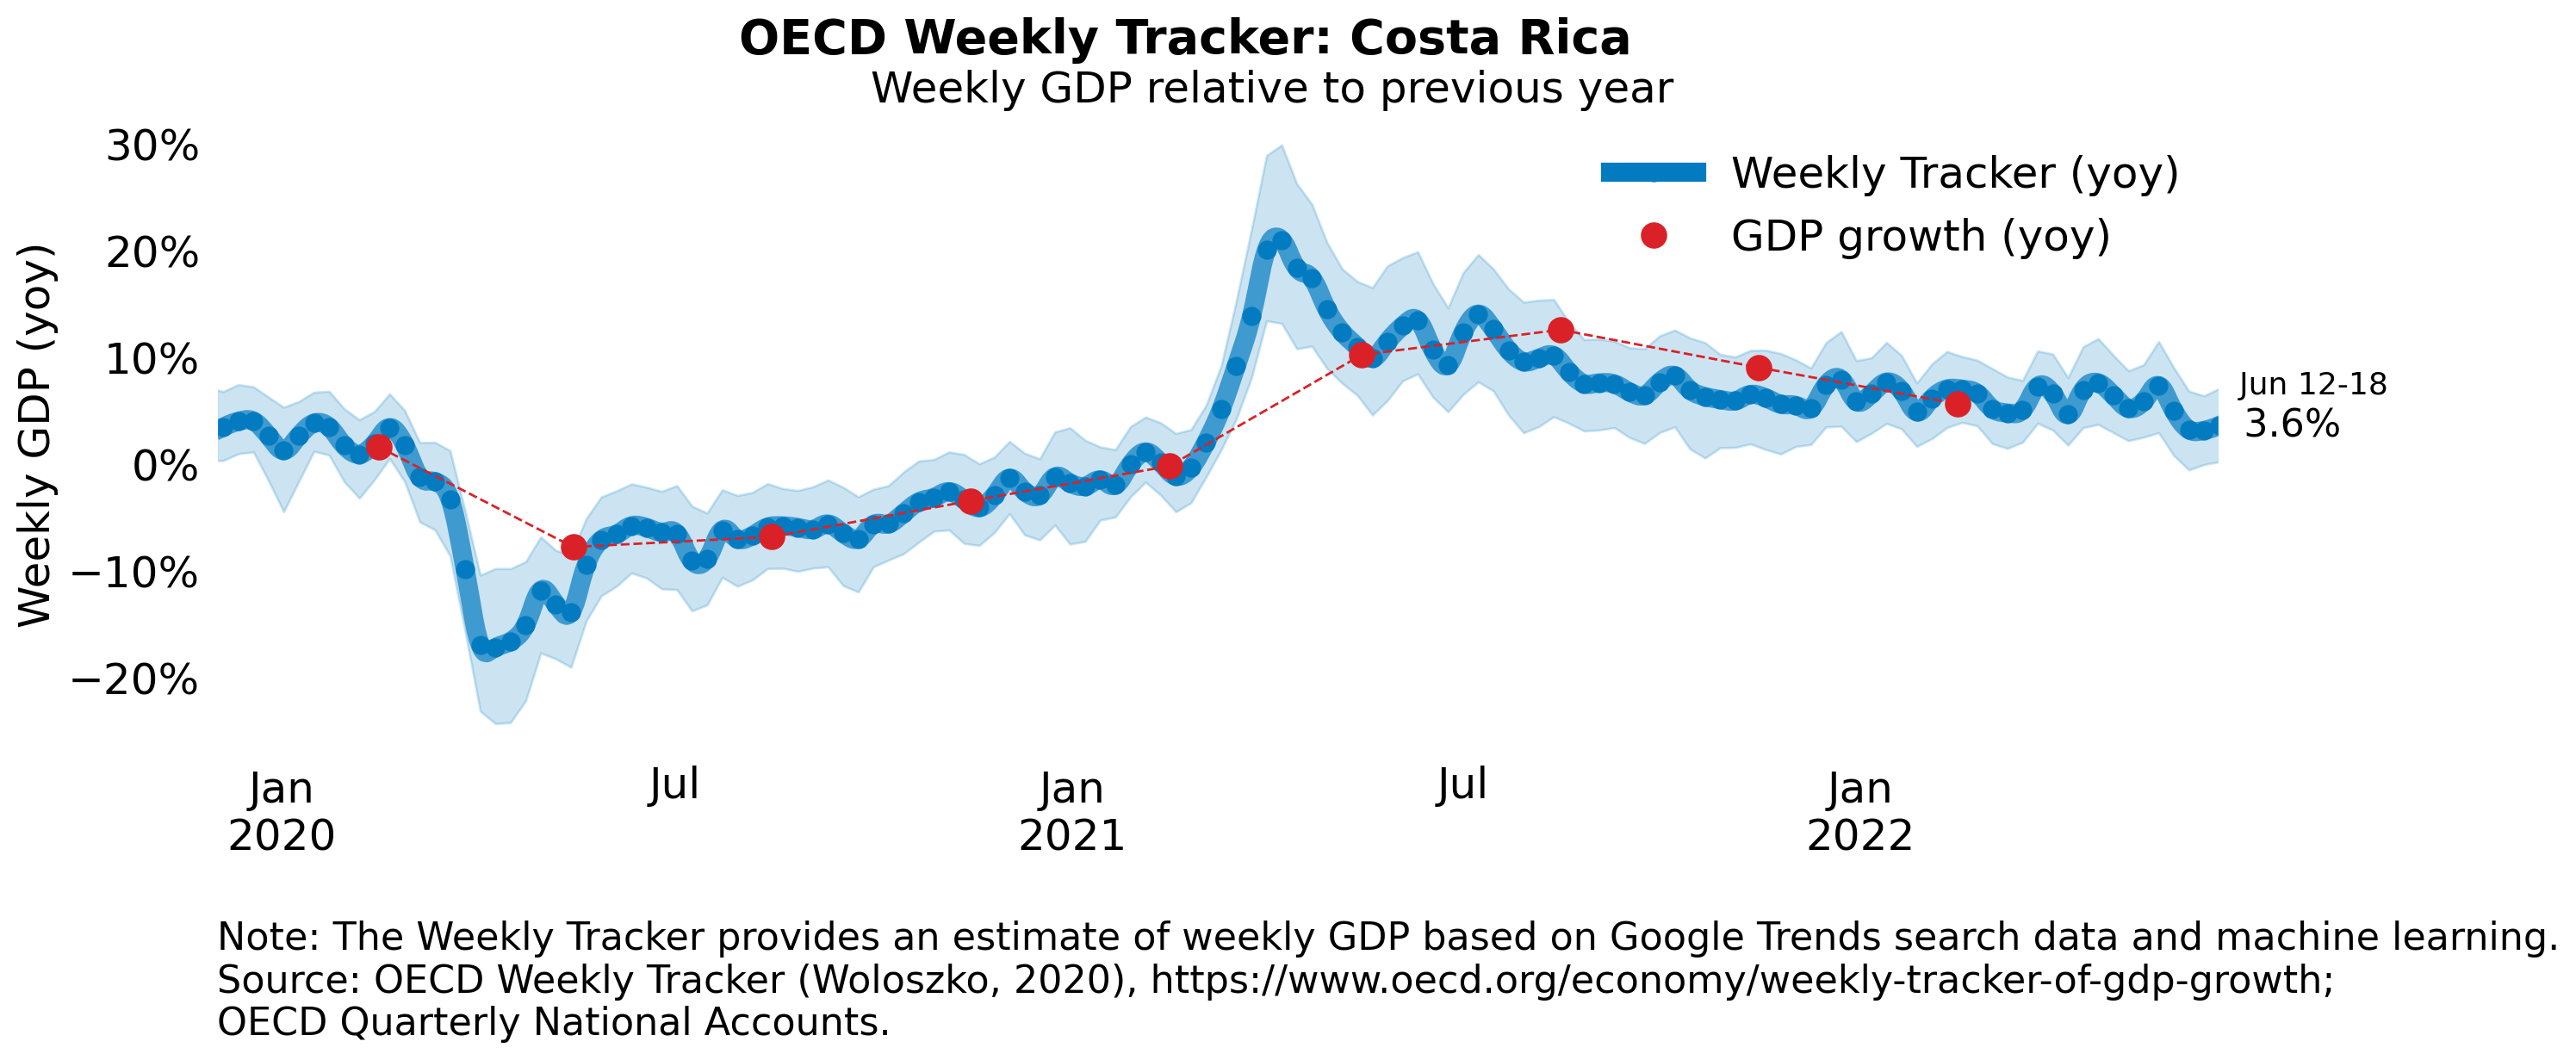 OECD Weekly Tracker: Costa Rica
Weekly GDP relative to previous year
Weekly GDP (yoy)
30%
20%
10%
0%
−10%
−20%
Weekly Tracker (yoy)
GDP growth (yoy)
Jun 12-18
3.6%
Jan
2020
Jul
Jan
2021
Jul
Jan
2022
Note: The Weekly Tracker provides an estimate of weekly GDP based on Google Trends search data and machine learning.
Source: OECD Weekly Tracker (Woloszko, 2020), https://www.oecd.org/economy/weekly-tracker-of-gdp-growth;
OECD Quarterly National Accounts.